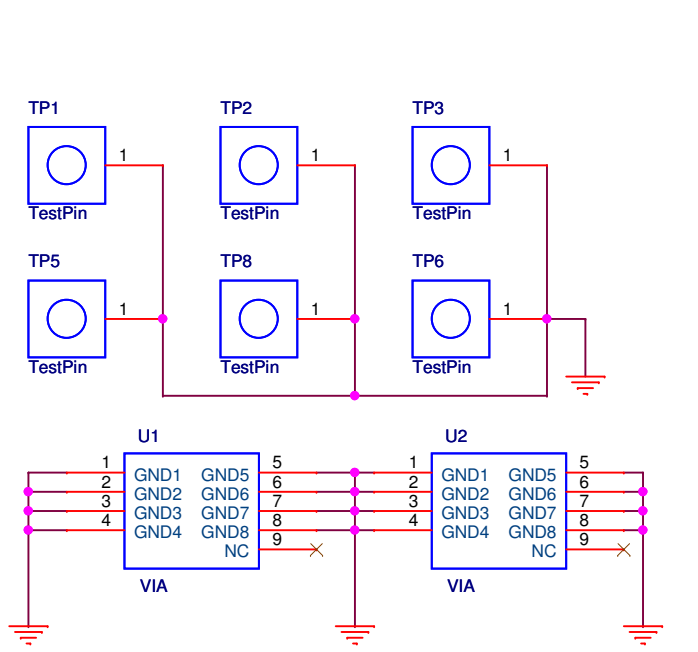 TP1 TP2 TP3
1 1 1
TestPin TestPin TestPin
TP5 TP8 TP6
1 1 1
TestPin TestPin TestPin
U1 U2
1 GND1 GND5 5 1 GND1 GND5 5
2 GND2 GND6 6 2 GND2 GND6 6
3 GND3 GND7 7 3 GND3 GND7 7
4 GND4 GND8 8 4 GND4 GND8 8
NC 9 NC 9
VIA VIA